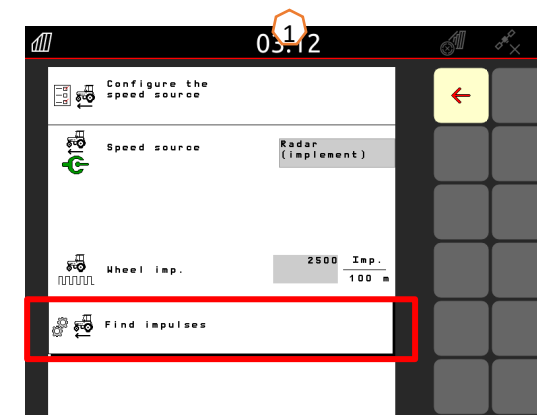 1
03:12
Configure the
speed source
Speed source
Radar
(implement)
Wheel imp.
2500 Imp.
100 m
Find impulses